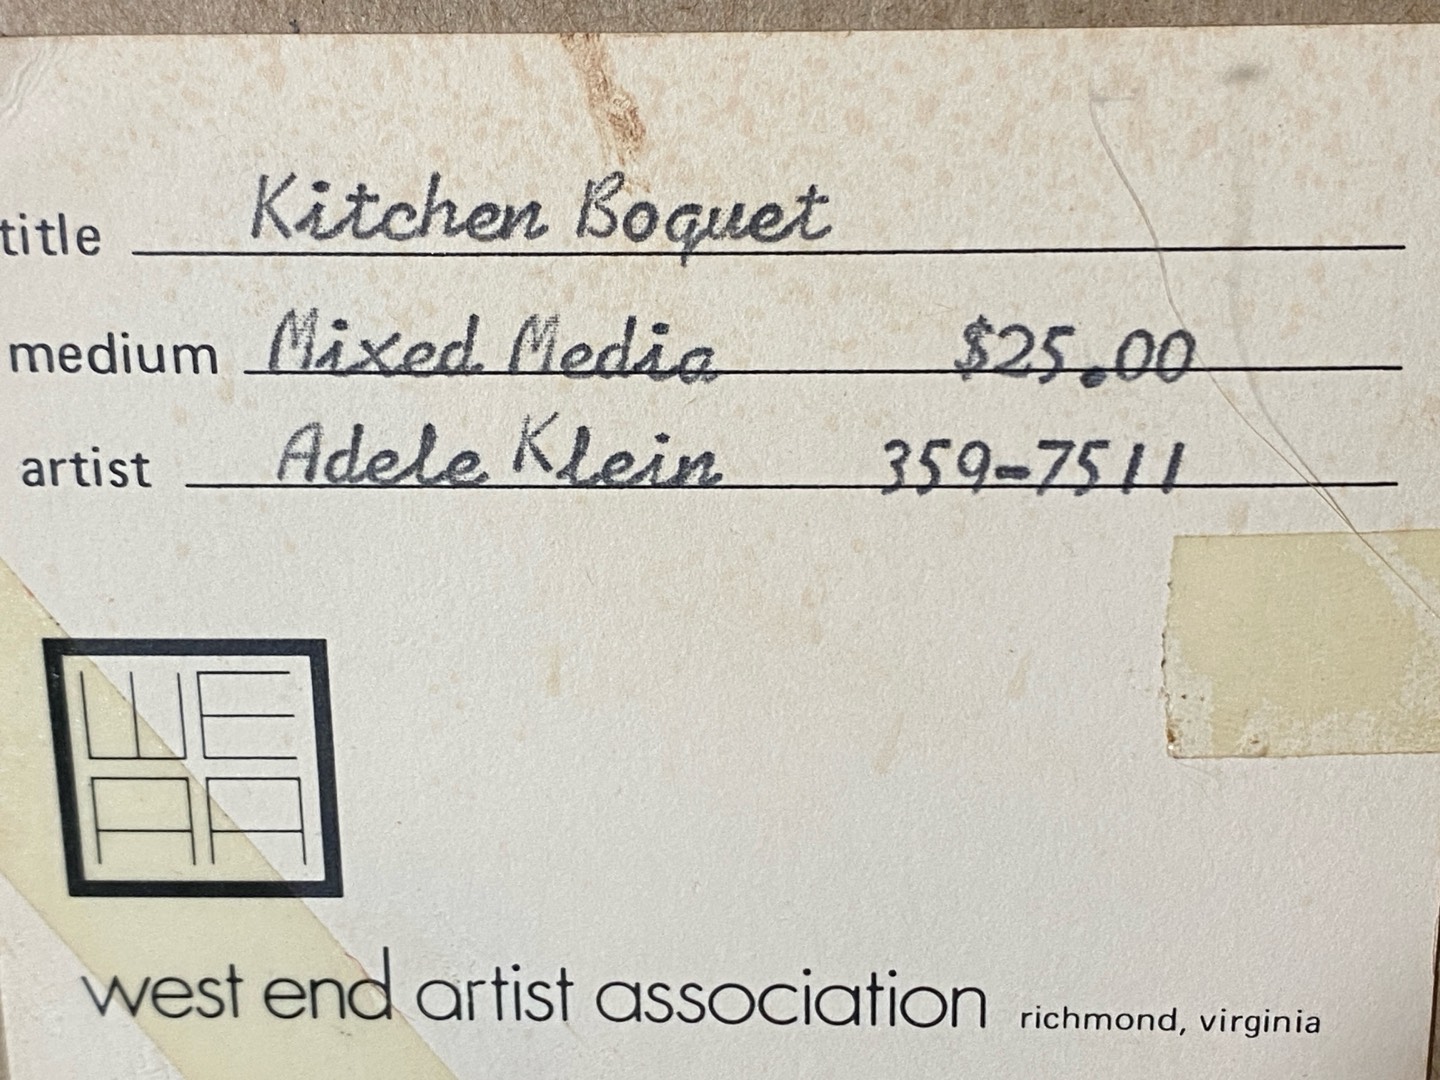 title Kitchen Boquet
medium Mixed Media $25.00
artist Adele Klein 359-7511
WE
AA
west end artist association richmond, virginia